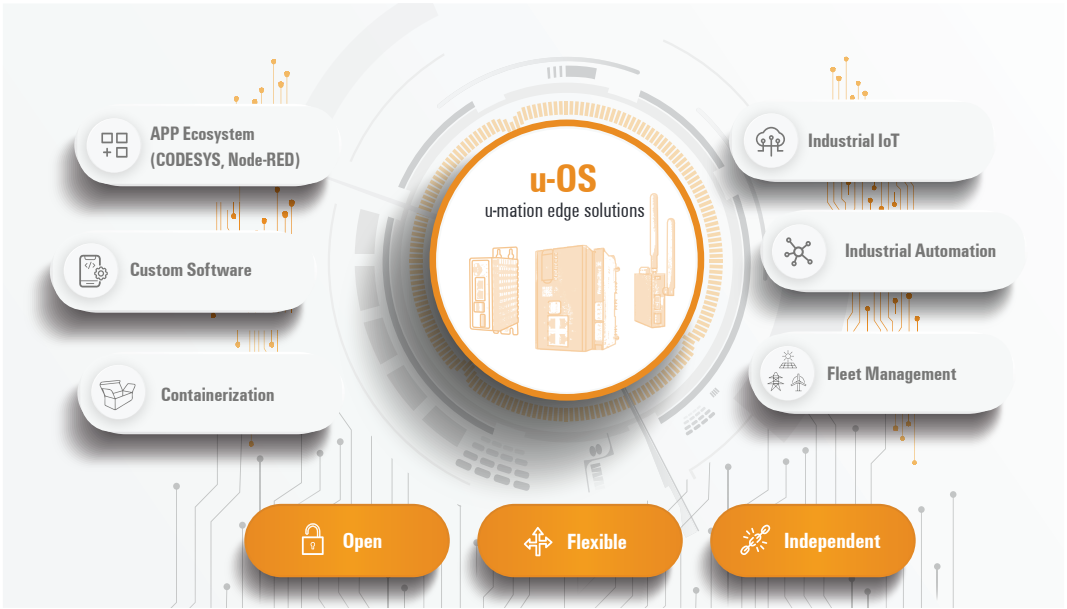 u-OS
u-mation edge solutions
APP Ecosystem
(CODESYS, Node-RED)
Custom Software
Containerization
Industrial IoT
Industrial Automation
Fleet Management
Open
Flexible
Independent